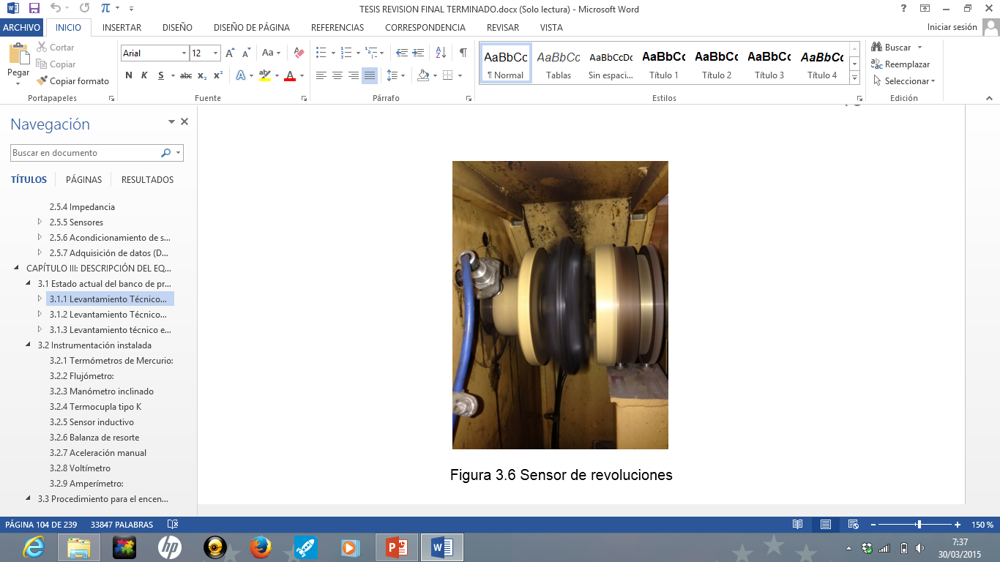 TESIS REVISION FINAL TERMINADO.docx (Solo lectura) - Microsoft Word
ARCHIVO INICIO INSERTAR DISEÑO DISEÑO DE PÁGINA REFERENCIAS CORRESPONDENCIA REVISAR VISTA Iniciar sesión
Pegar
Cortar
Copiar
Copiar formato
Portapapeles
Arial 12
N K S abc x₂ x²
Fuente
Párrafo
AaBbCc AaBbCc AaBbCcDc AaBbCc AaBbCc AaBbCc AaBbCc
¶ Normal Tablas Sin espaci... Título 1 Título 2 Título 3 Título 4
Estilos
Buscar
Reemplazar
Seleccionar
Edición
Navegación
Buscar en documento
TÍTULOS PÁGINAS RESULTADOS
2.5.4 Impedancia
2.5.5 Sensores
2.5.6 Acondicionamiento de s...
2.5.7 Adquisición de datos (D...
CAPÍTULO III: DESCRIPCIÓN DEL EQ...
3.1 Estado actual del banco de pr...
3.1.1 Levantamiento Técnico...
3.1.2 Levantamiento Técnico...
3.1.3 Levantamiento técnico e...
3.2 Instrumentación instalada
3.2.1 Termómetros de Mercurio:
3.2.2 Flujómetro:
3.2.3 Manómetro inclinado
3.2.4 Termocupla tipo K
3.2.5 Sensor inductivo
3.2.6 Balanza de resorte
3.2.7 Aceleración manual
3.2.8 Voltímetro
3.2.9 Amperímetro:
3.3 Procedimiento para el encen...
Figura 3.6 Sensor de revoluciones
PÁGINA 104 DE 239 33847 PALABRAS 150 %
7:37
30/03/2015